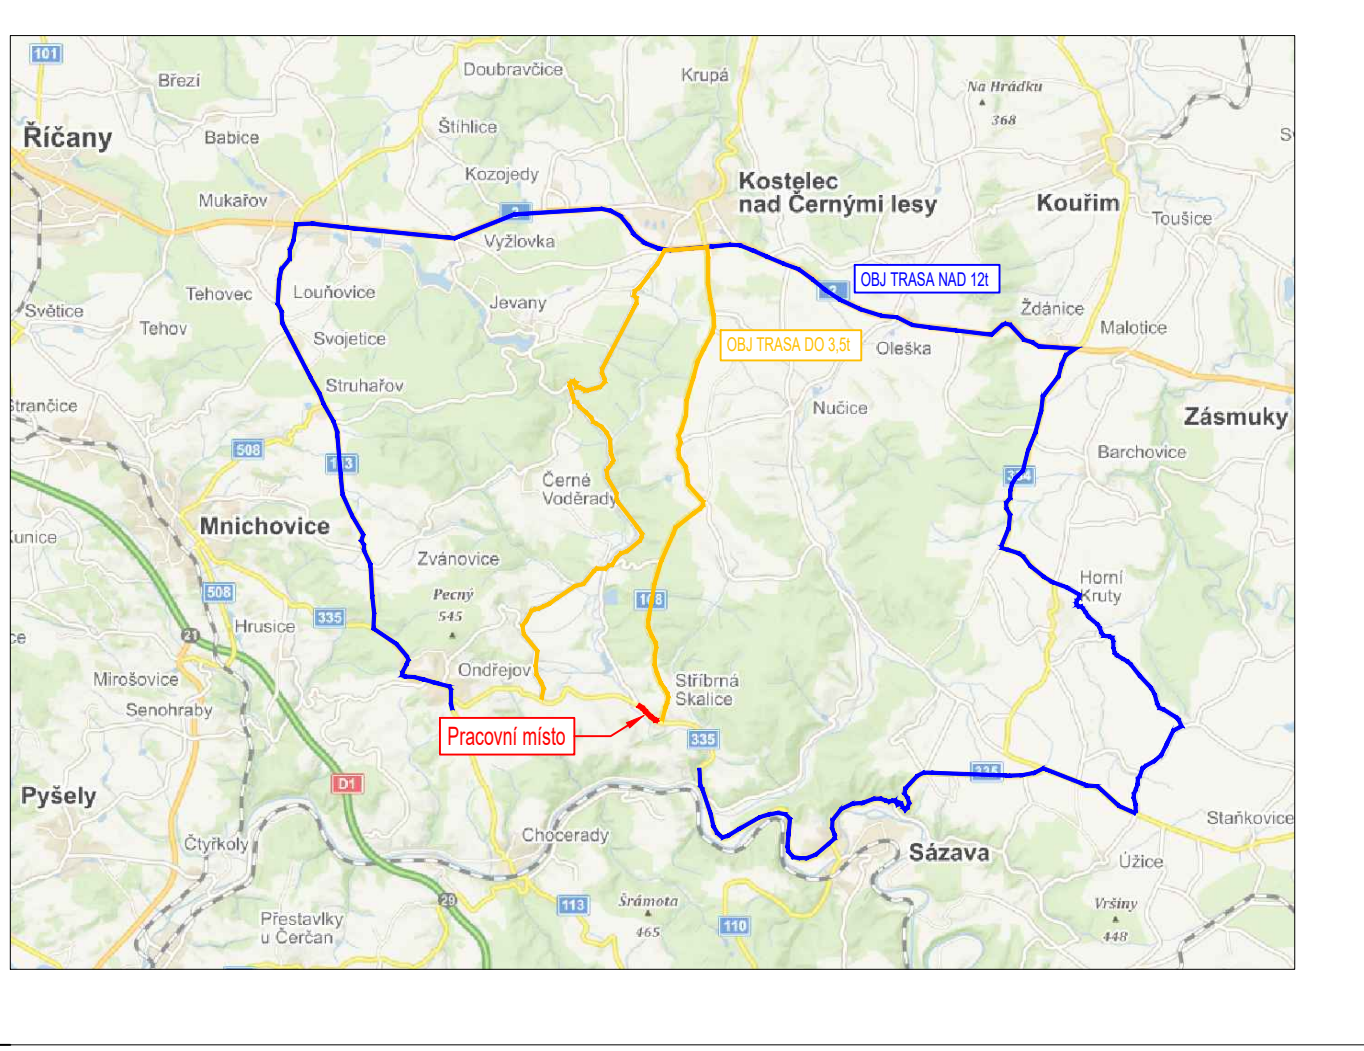 101
Březí
Doubravčice
Krupá
Na Hrádku
368
Říčany
Babice
Štíhlice
Kozojedy
Kostelec
nad Černými lesy
Kouřim
Mukařov
Toušice
Vyžlovka
OBJ TRASA NAD 12t
Tehovec
Louňovice
Jevany
Ždánice
Světice
Tehov
Svojetice
OBJ TRASA DO 3,5t
Oleška
Malotice
Struhařov
Nučice
Zásmuky
508
Barchovice
Černé
Voděrady
Mnichovice
Zvánovice
Pecný
545
Horní
Kruty
508
335
Hrusice
21
Ondřejov
Mirošovice
Senohraby
Stříbrná
Skalice
Pracovní místo
335
D1
Pyšely
Staňkovice
Čtyřkoly
Chocerady
Sázava
Úžice
29
113
Šrámota
465
110
Vršiny
448
Přestavlky
u Čerčan